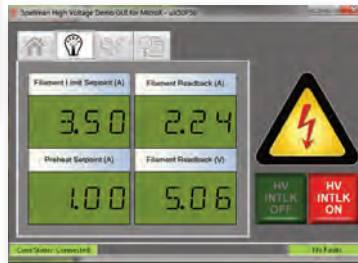 Spellman High Voltage Demo GUI for MicroX - uX50P50
Filament Limit Setpoint (A)
Filament Readback (A)
3.50
2.24
Preheat Setpoint (A)
Filament Readback (V)
1.00
5.06
HV INTLK OFF
HV INTLK ON
Comm Status: Connected!
No Faults